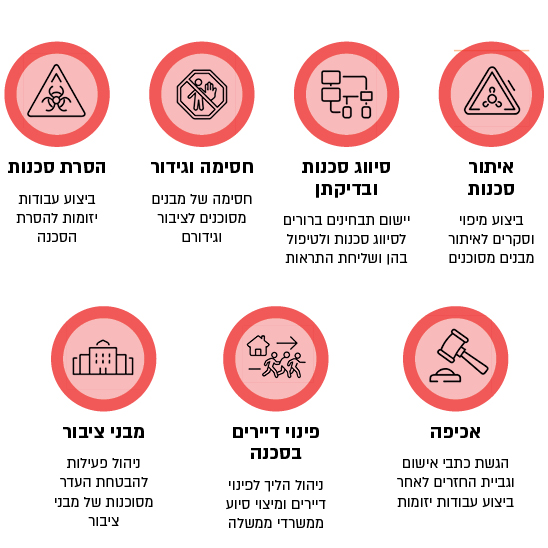 איתור
סכנות
ביצוע מיפוי
וסקרים לאיתור
מבנים מסוכנים
סיווג סכנות
ובדיקתן
יישום תבחינים ברורים
לסיווג סכנות ולטיפול
בהן ושליחת התראות
חסימה וגידור
חסימה של מבנים
מסוכנים לציבור
וגידורם
הסרת סכנות
ביצוע עבודות
יזומות להסרת
הסכנה
אכיפה
הגשת כתבי אישום
וגביית החזרים לאחר
ביצוע עבודות יזומות
פינוי דיירים
בסכנה
ניהול הליך לפינוי
דיירים ומיצוי סיוע
ממשרדי ממשלה
מבני ציבור
ניהול פעילות
להבטחת העדר
מסוכנות של מבני
ציבור